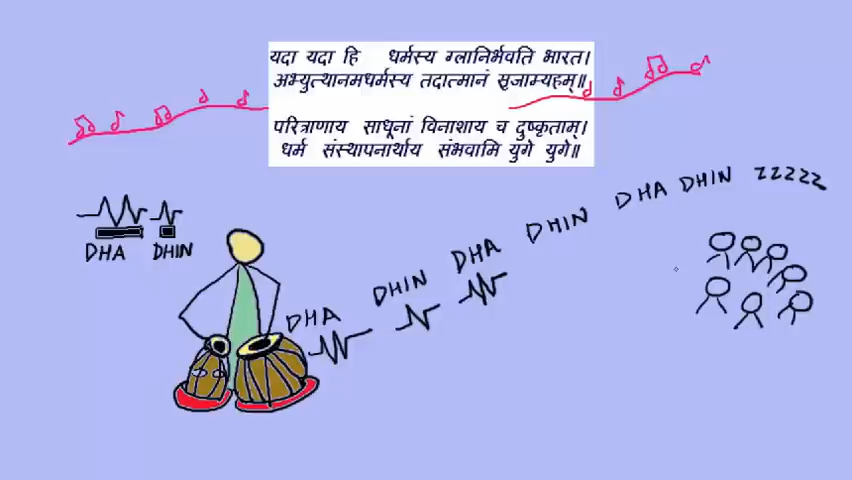 यदा यदा हि धर्मस्य ग्लानिर्भवति भारत।
अभ्युत्थानमधर्मस्य तदात्मानं सृजाम्यहम्॥
परित्राणाय साधूनां विनाशाय च दुष्कृताम्।
धर्म संस्थापनार्थाय संभवामि युगे युगे॥
DHA DHIN
DHA DHIN DHA DHIN DHA DHIN zzzzz